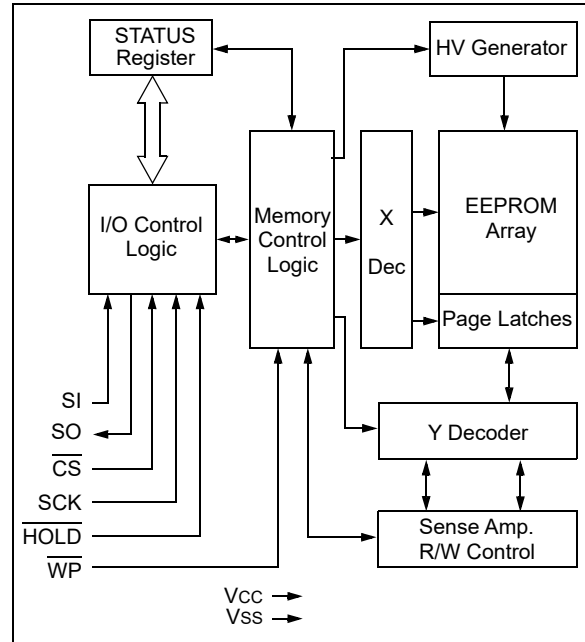 STATUS
Register
HV Generator
I/O Control
Logic
Memory
Control
Logic
X
Dec
EEPROM
Array
Page Latches
SI
SO
CS
SCK
HOLD
WP
Y Decoder
Sense Amp.
R/W Control
VCC
VSS